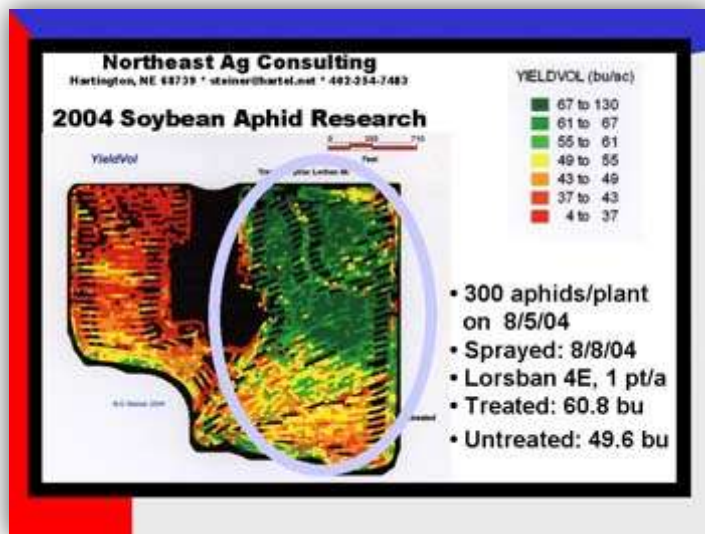 Northeast Ag Consulting
Hartington, NE 68739 * steiner@hartel.net * 402-254-7483
2004 Soybean Aphid Research
YieldVol
Feet
YIELDVOL (bu/ac)
67 to 130
61 to 67
55 to 61
49 to 55
43 to 49
37 to 43
4 to 37
• 300 aphids/plant
on 8/5/04
• Sprayed: 8/8/04
• Lorsban 4E, 1 pt/a
• Treated: 60.8 bu
• Untreated: 49.6 bu